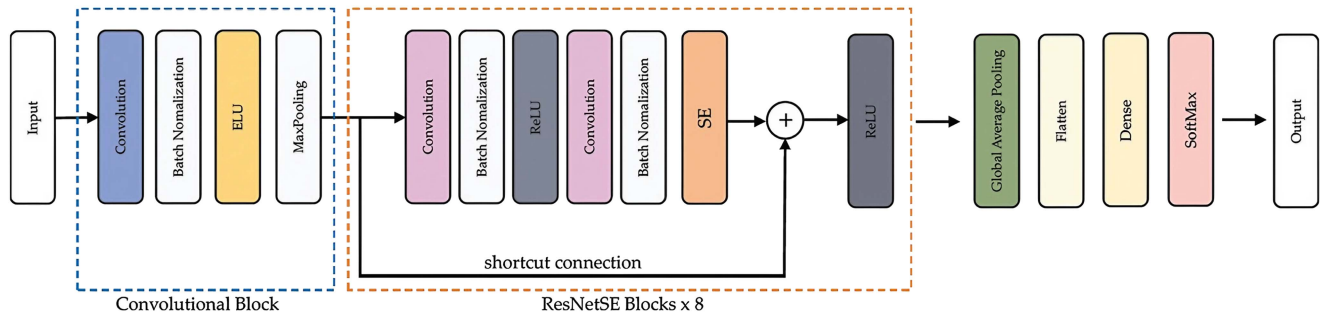 Input
Convolution
Batch Nomalization
ELU
MaxPooling
Convolutional Block
Convolution
Batch Nomalization
ReLU
Convolution
Batch Nomalization
SE
+
ReLU
shortcut connection
ResNetSE Blocks x 8
Global Average Pooling
Flatten
Dense
SoftMax
Output